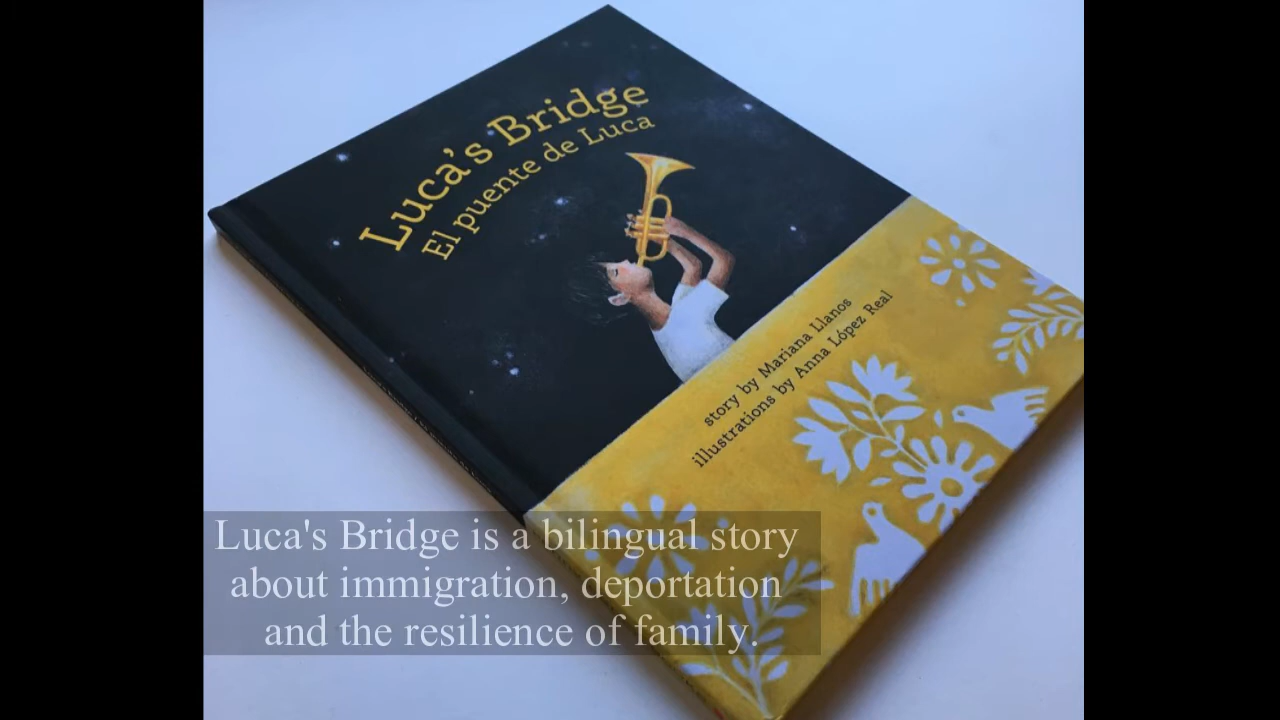 Luca's Bridge
El puente de Luca
story by Mariana Llanos
illustrations by Anna López Real
Luca's Bridge is a bilingual story
about immigration, deportation
and the resilience of family.